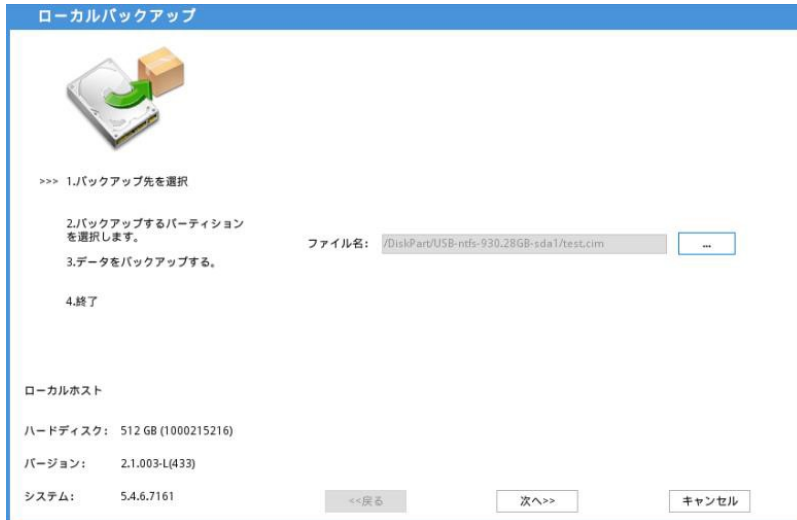 ローカルバックアップ
>>> 1.バックアップ先を選択
2.バックアップするパーティション
を選択します。
ファイル名: /DiskPart/USB-ntfs-930.28GB-sda1/test.cim ...
3.データをバックアップする。
4.終了
ローカルホスト
ハードディスク: 512 GB (1000215216)
バージョン: 2.1.003-L(433)
システム: 5.4.6.7161
<<戻る 次へ>> キャンセル